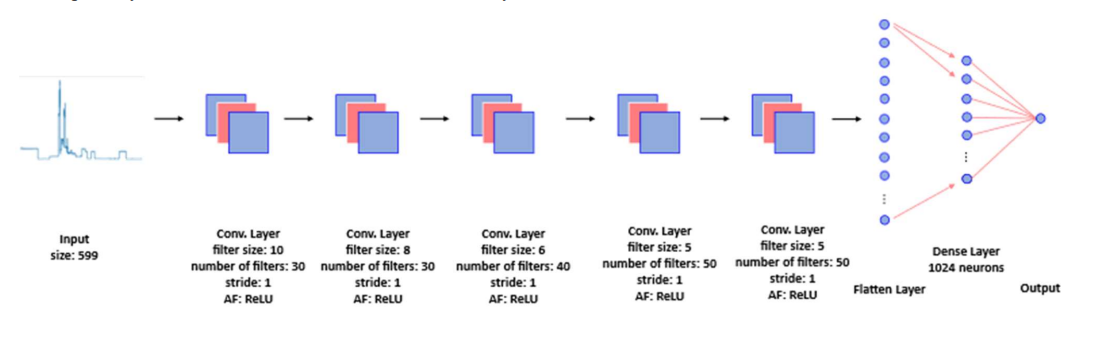 Input
size: 599
Conv. Layer
filter size: 10
number of filters: 30
stride: 1
AF: ReLU
Conv. Layer
filter size: 8
number of filters: 30
stride: 1
AF: ReLU
Conv. Layer
filter size: 6
number of filters: 40
stride: 1
AF: ReLU
Conv. Layer
filter size: 5
number of filters: 50
stride: 1
AF: ReLU
Conv. Layer
filter size: 5
number of filters: 50
stride: 1
AF: ReLU
Flatten Layer
Dense Layer
1024 neurons
Output